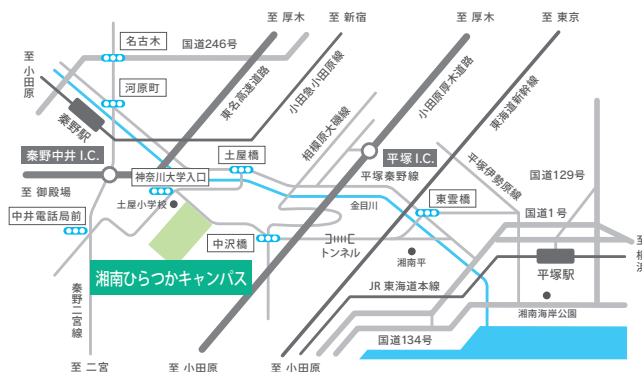 至 厚木
至 新宿
至 厚木
至 東京
名古木
国道246号
至 小田原
河原町
東名高速道路
小田急小田原線
小田原厚木道路
東海道新幹線
秦野駅
相模原大磯線
秦野中井 I.C.
土屋橋
平塚 I.C.
平塚伊勢原線
神奈川大学入口
平塚秦野線
国道129号
至 御殿場
土屋小学校
金目川
東雲橋
国道1号
中井電話局前
中沢橋
トンネル
湘南平
至 横浜
平塚駅
湘南ひらつかキャンパス
JR 東海道本線
湘南海岸公園
秦野二宮線
国道134号
至 二宮
至 小田原
至 小田原